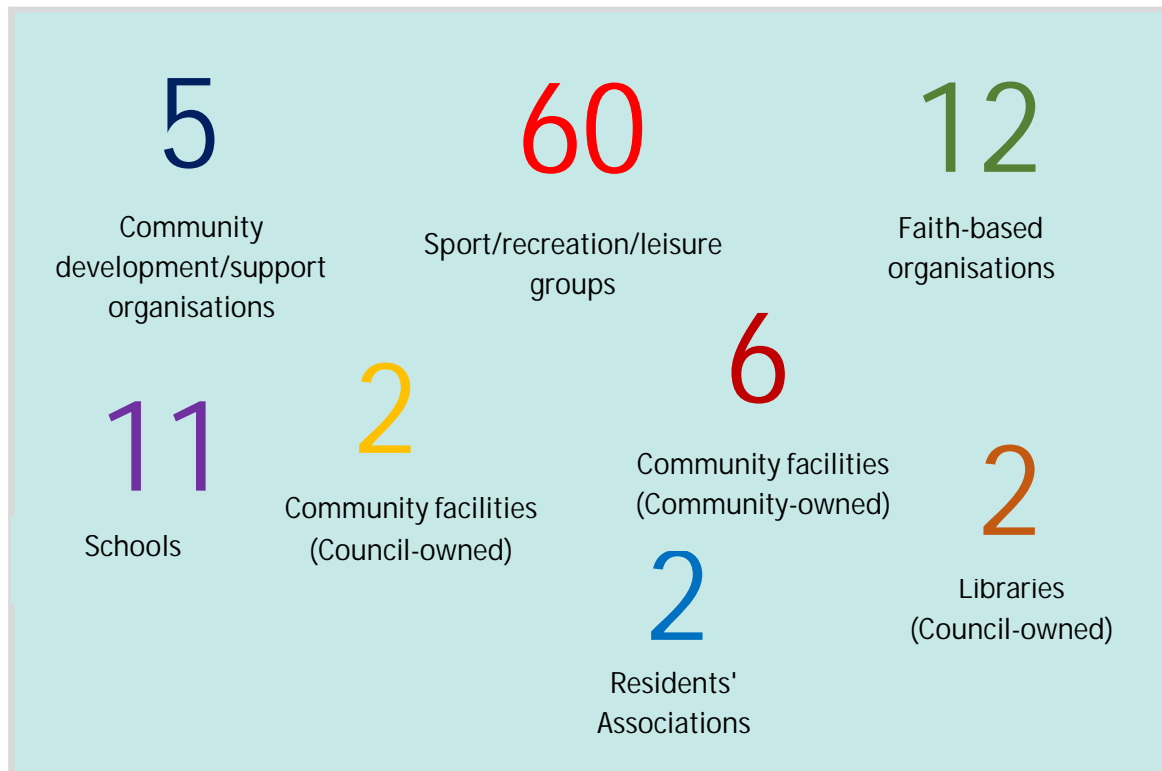 5
Community
development/support
organisations
60
Sport/recreation/leisure
groups
12
Faith-based
organisations
11
Schools
2
Community facilities
(Council-owned)
6
Community facilities
(Community-owned)
2
Residents'
Associations
2
Libraries
(Council-owned)